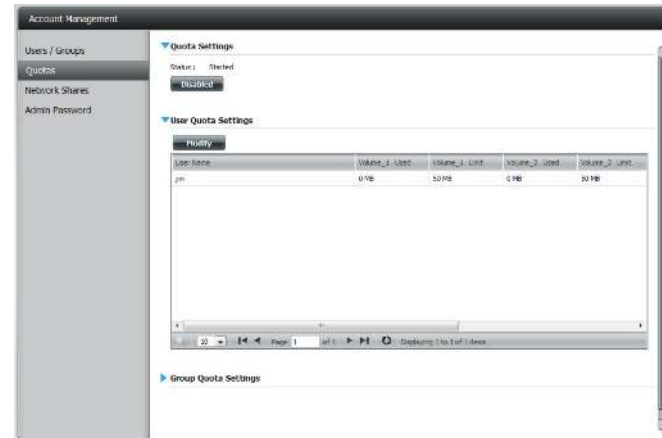 Account Management
Users / Groups
Quotas
Network Shares
Admin Password
Quota Settings
Status : Started
Disabled
User Quota Settings
Modify
User Name Volume_1 Used Volume_1 Limit Volume_2 Used Volume_2 Limit
0 MB 50 MB 0 MB 50 MB
10 Page 1 of 1 Displaying 1 to 1 of 1 items
Group Quota Settings